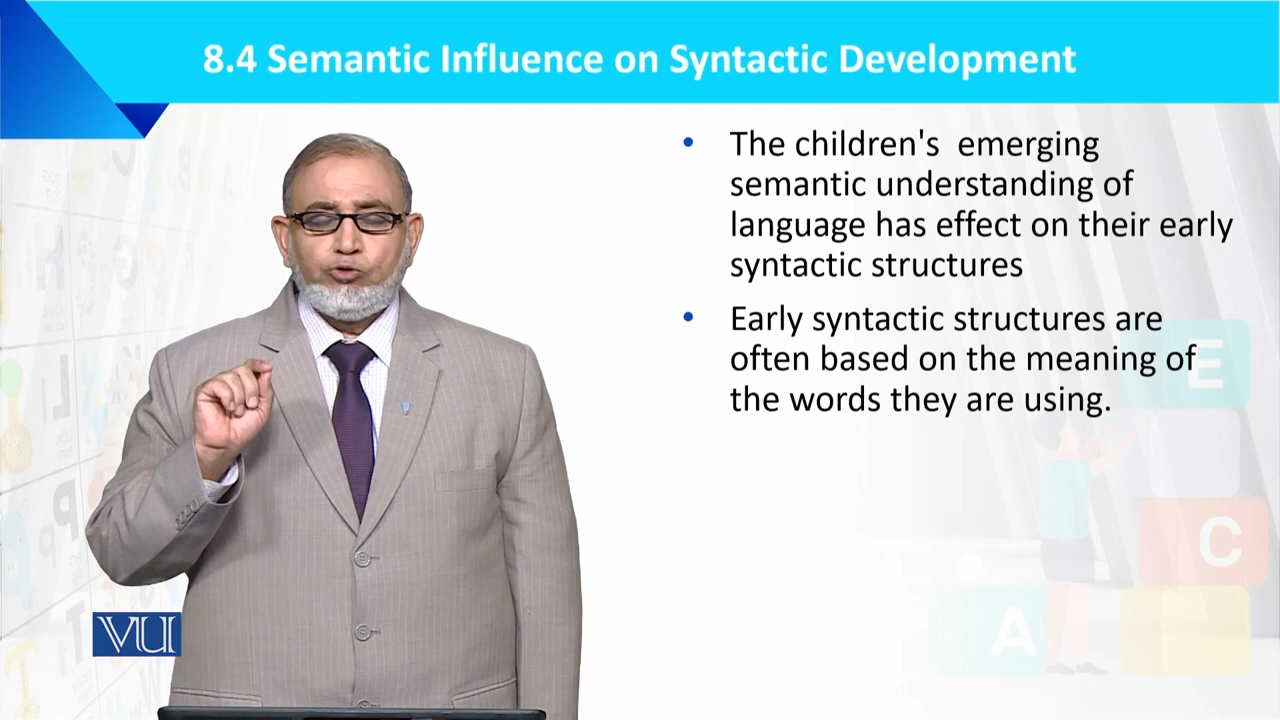 8.4 Semantic Influence on Syntactic Development
• The children's  emerging
semantic understanding of
language has effect on their early
syntactic structures
• Early syntactic structures are
often based on the meaning of
the words they are using.
VU
E
C
A